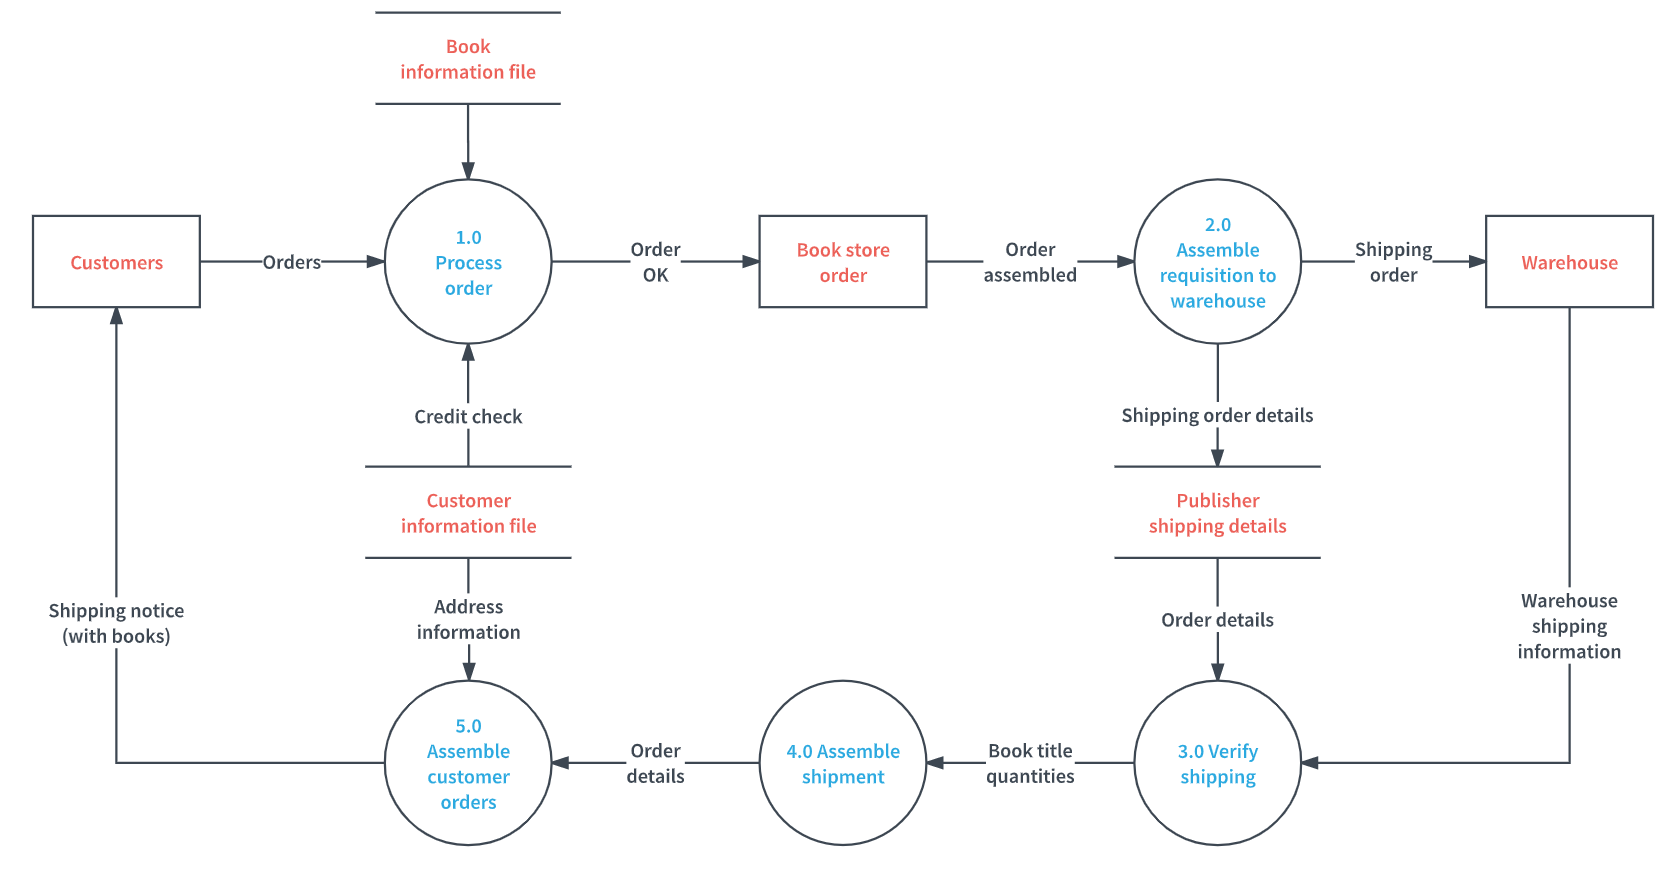 Book
information file
Customers
Orders
1.0
Process
order
Order
OK
Book store
order
Order
assembled
2.0
Assemble
requisition to
warehouse
Shipping
order
Warehouse
Credit check
Shipping order details
Customer
information file
Publisher
shipping details
Shipping notice
(with books)
Address
information
Order details
Warehouse
shipping
information
5.0
Assemble
customer
orders
Order
details
4.0 Assemble
shipment
Book title
quantities
3.0 Verify
shipping